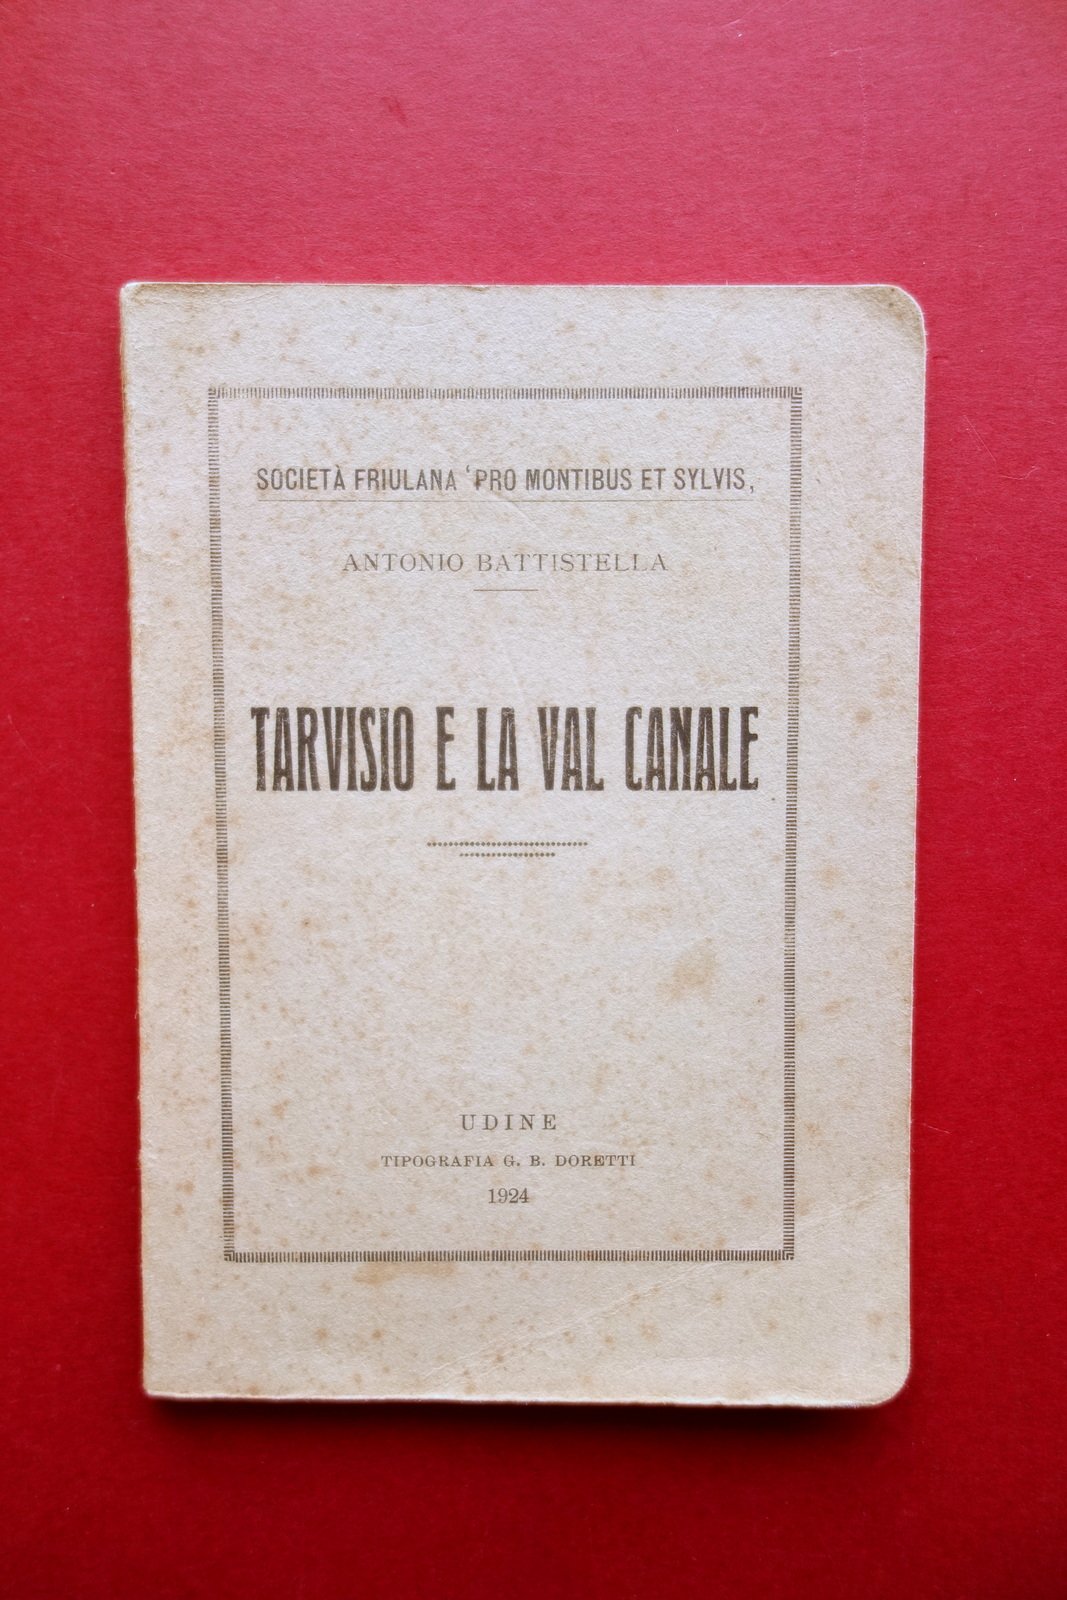 SOCIETÀ FRIULANA ‘PRO MONTIBUS ET SYLVIS,
ANTONIO BATTISTELLA
TARVISIO E LA VAL CANALE
UDINE
TIPOGRAFIA G. B. DORETTI
1924